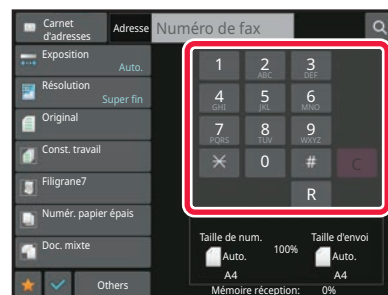 Carnet d'adresses
Adresse
Numéro de fax
Exposition
Auto.
Résolution
Super fin
Original
Const. travail
Filigrane7
Numér. papier épais
Doc. mixte
Others
1 2 ABC 3 DEF
4 GHI 5 JKL 6 MNO
7 PQRS 8 TUV 9 WXYZ
0 # C
R
Taille de num.
Auto.
A4
100%
Taille d'envoi
Auto.
A4
Mémoire réception: 0%